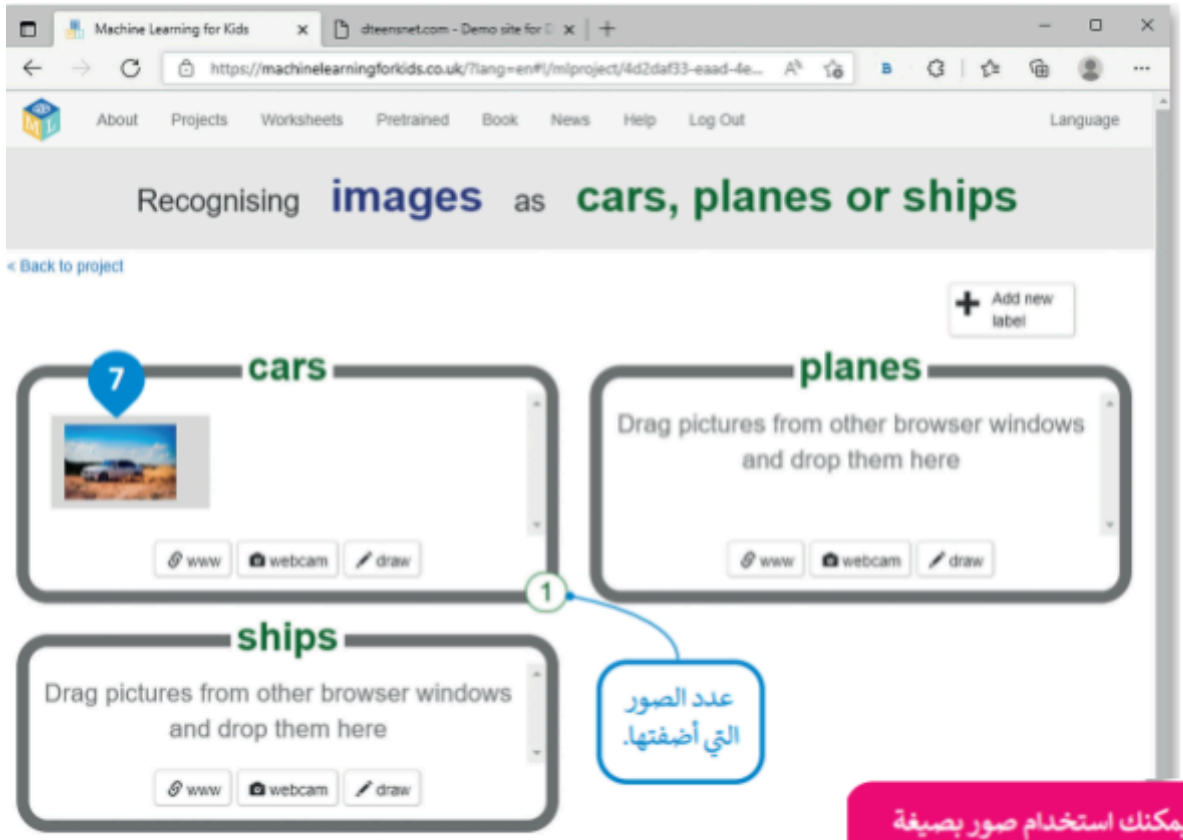 Machine Learning for Kids
dteensnet.com - Demo site for
https://machinelearningforkids.co.uk/?lang=en#!/mlproject/4d2daf33-eaad-4e...
About Projects Worksheets Pretrained Book News Help Log Out Language
Recognising images as cars, planes or ships
< Back to project
Add new
label
7
cars
www webcam draw
1
planes
Drag pictures from other browser windows
and drop them here
www webcam draw
ships
Drag pictures from other browser windows
and drop them here
www webcam draw
عدد الصور
التي أضفتها.
يمكنك استخدام صور بصيغة